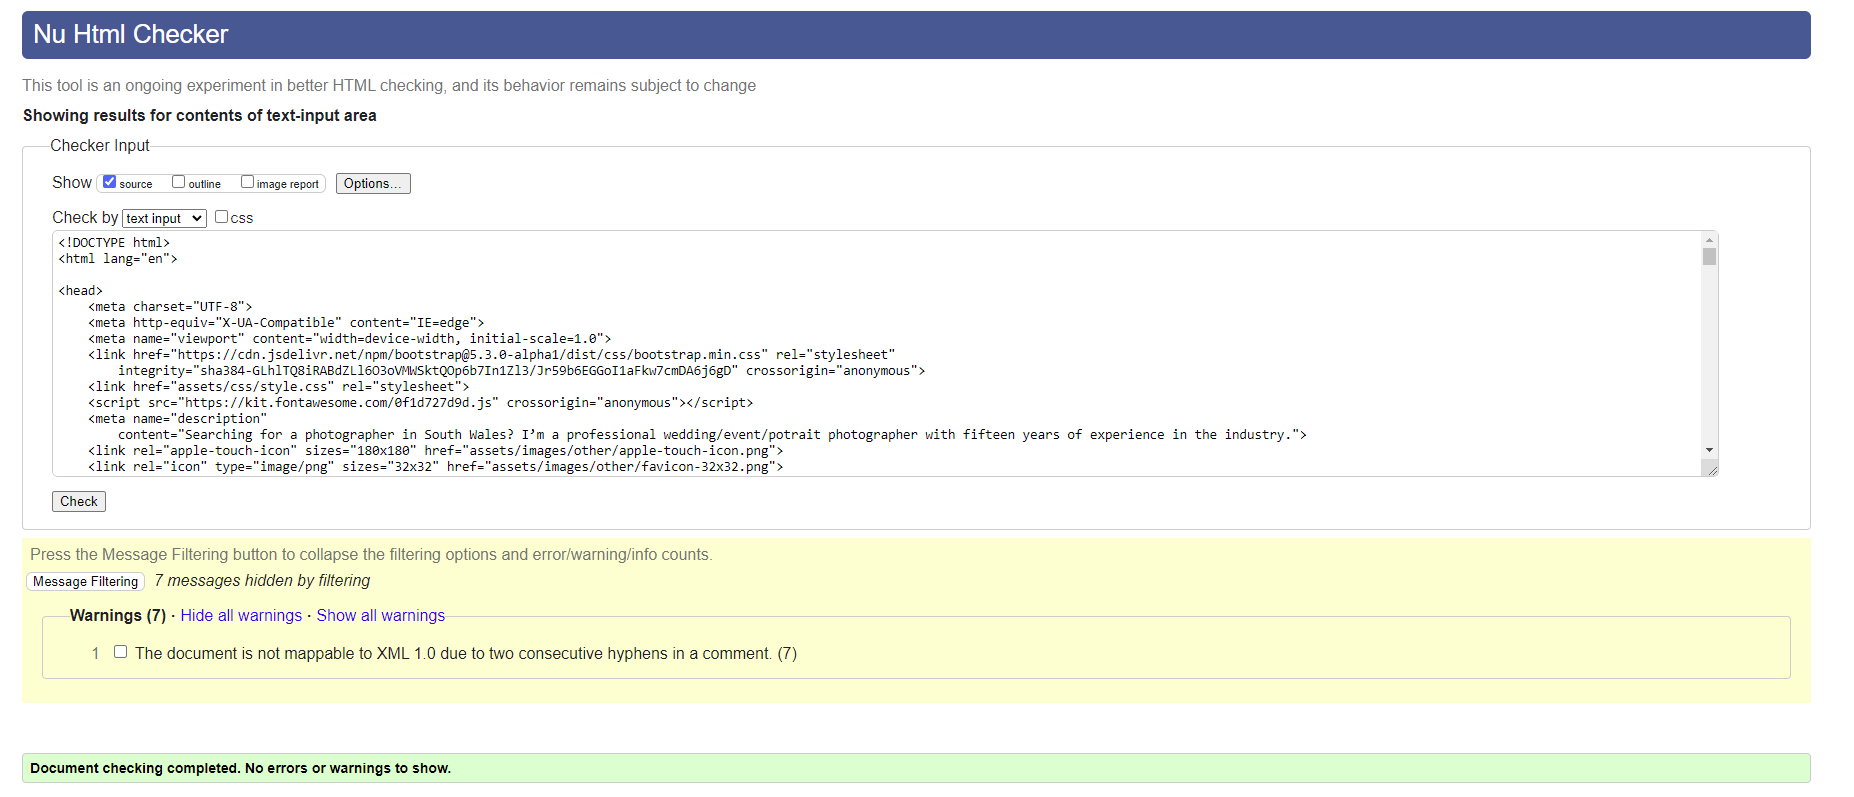 Nu Html Checker
This tool is an ongoing experiment in better HTML checking, and its behavior remains subject to change
Showing results for contents of text-input area
Checker Input
Show source outline image report Options...
Check by text input css
<!DOCTYPE html>
<html lang="en">
<head>
<meta charset="UTF-8">
<meta http-equiv="X-UA-Compatible" content="IE=edge">
<meta name="viewport" content="width=device-width, initial-scale=1.0">
<link href="https://cdn.jsdelivr.net/npm/bootstrap@5.3.0-alpha1/dist/css/bootstrap.min.css" rel="stylesheet"
integrity="sha384-GLhlTQ8iRABdZLl6O3oVMWSktQOp6b7In1Zl3/Jr59b6EGGoI1aFkw7cmDA6j6gD" crossorigin="anonymous">
<link href="assets/css/style.css" rel="stylesheet">
<script src="https://kit.fontawesome.com/0f1d727d9d.js" crossorigin="anonymous"></script>
<meta name="description"
content="Searching for a photographer in South Wales? I’m a professional wedding/event/potrait photographer with fifteen years of experience in the industry.">
<link rel="apple-touch-icon" sizes="180x180" href="assets/images/other/apple-touch-icon.png">
<link rel="icon" type="image/png" sizes="32x32" href="assets/images/other/favicon-32x32.png">
Check
Press the Message Filtering button to collapse the filtering options and error/warning/info counts.
Message Filtering 7 messages hidden by filtering
Warnings (7) · Hide all warnings · Show all warnings
1 The document is not mappable to XML 1.0 due to two consecutive hyphens in a comment. (7)
Document checking completed. No errors or warnings to show.